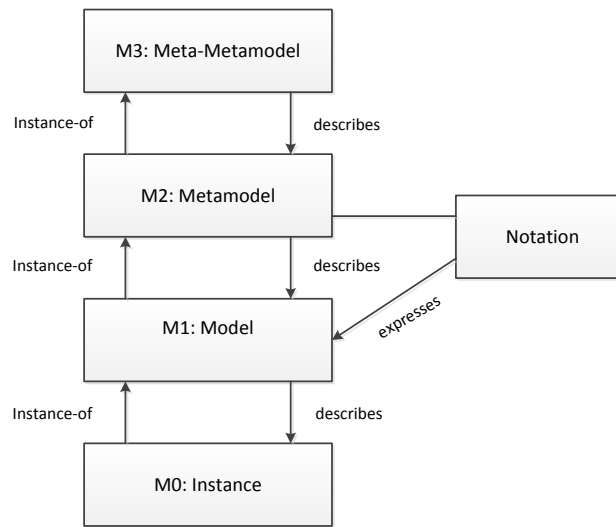 M3: Meta-Metamodel
Instance-of
describes
M2: Metamodel
Notation
Instance-of
describes
expresses
M1: Model
Instance-of
describes
M0: Instance